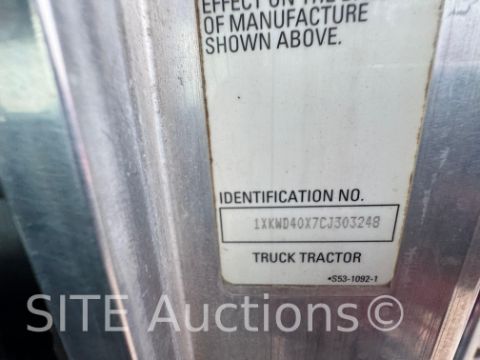 EFFECT ON THE DATE
OF MANUFACTURE
SHOWN ABOVE.
IDENTIFICATION NO.
1XKWD40X7CJ303248
TRUCK TRACTOR
•S53-1092-1
SITE Auctions©